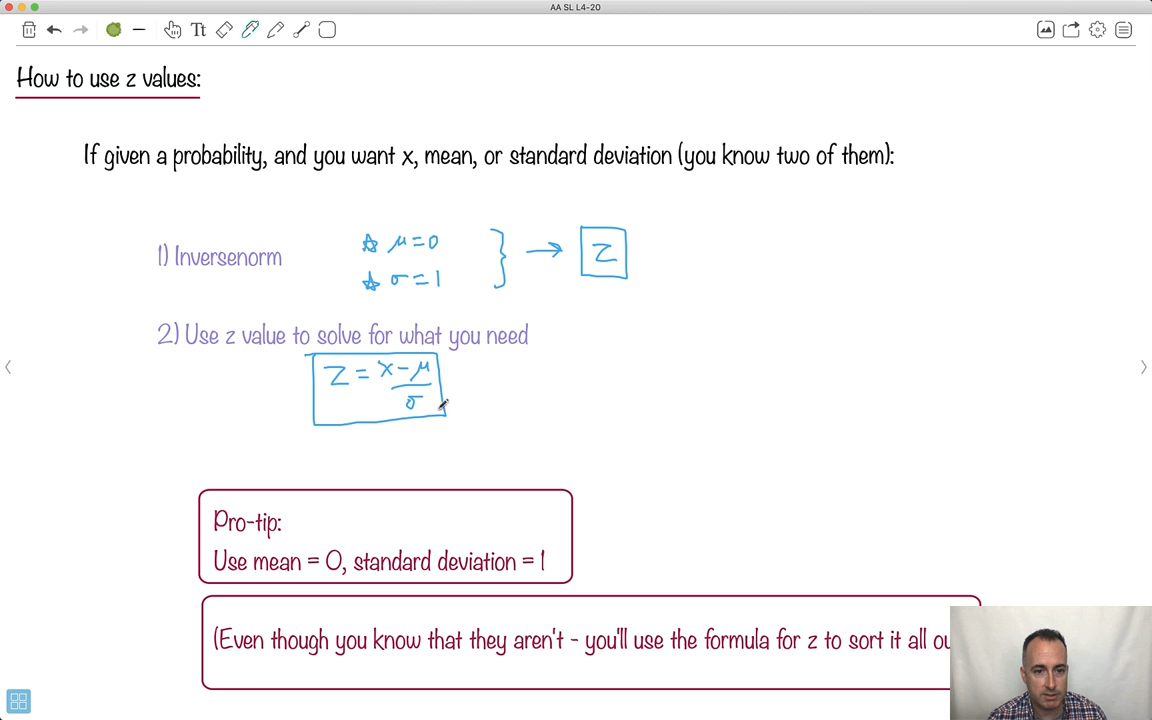 AA SL L4-20
Tt
How to use z values:
If given a probability, and you want x, mean, or standard deviation (you know two of them):
1) Inversenorm
☆ μ=0
☆ σ=1
} → z
2) Use z value to solve for what you need
z = x-μ / σ
Pro-tip:
Use mean = 0, standard deviation = 1
(Even though you know that they aren't - you'll use the formula for z to sort it all ou